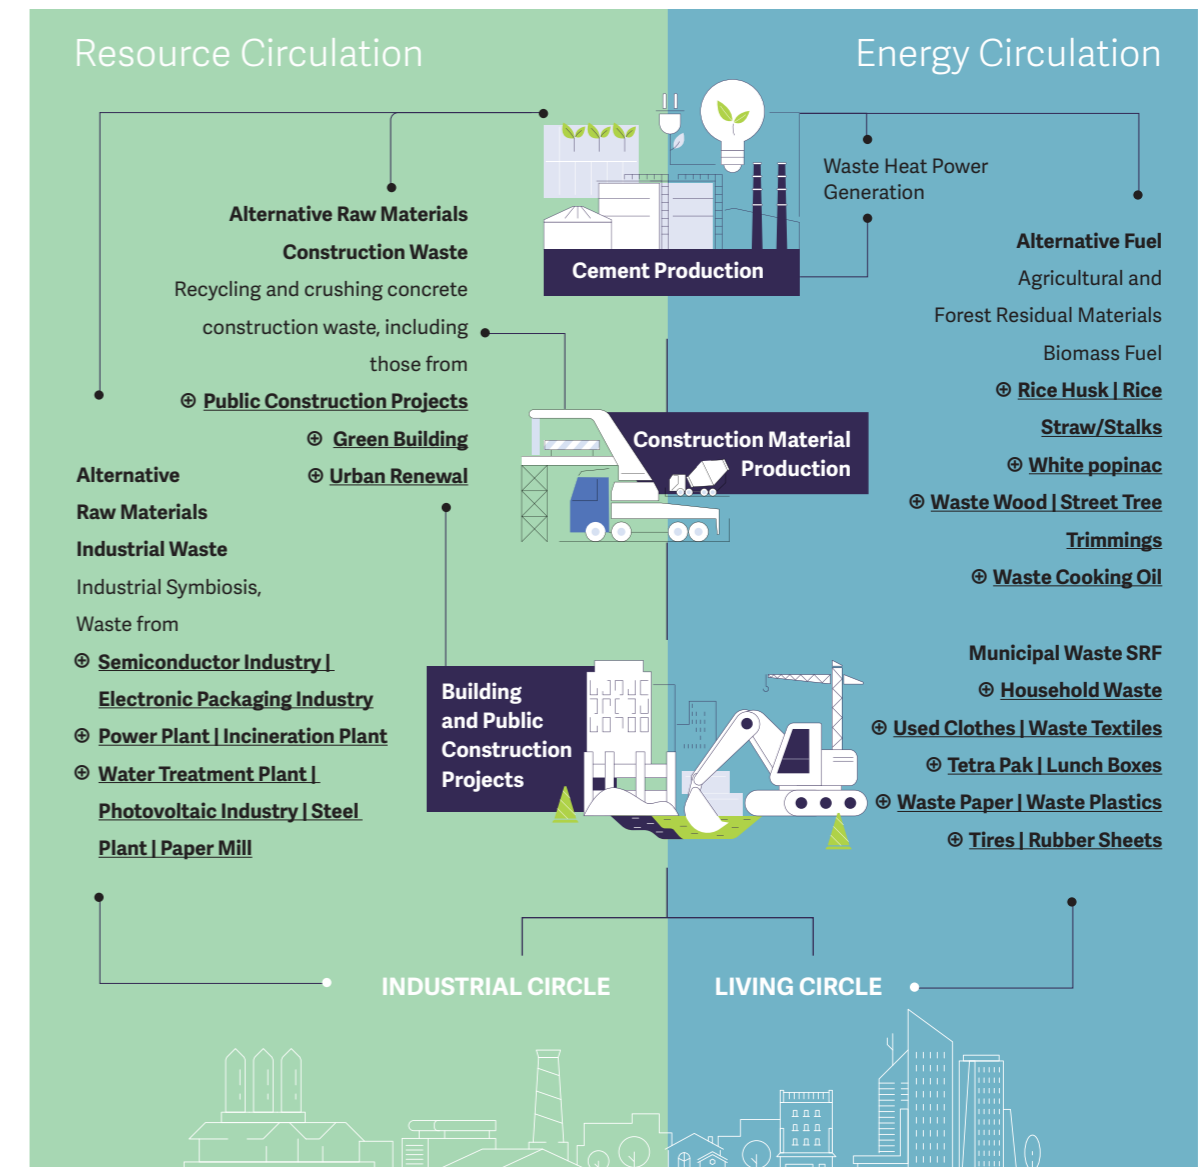 Resource Circulation
Energy Circulation
Waste Heat Power
Generation
Cement Production
Alternative Raw Materials
Construction Waste
Recycling and crushing concrete
construction waste, including
those from
⊕ Public Construction Projects
⊕ Green Building
⊕ Urban Renewal
Alternative
Raw Materials
Industrial Waste
Industrial Symbiosis,
Waste from
⊕ Semiconductor Industry |
Electronic Packaging Industry
⊕ Power Plant | Incineration Plant
⊕ Water Treatment Plant |
Photovoltaic Industry | Steel
Plant | Paper Mill
Construction Material
Production
Building
and Public
Construction
Projects
Alternative Fuel
Agricultural and
Forest Residual Materials
Biomass Fuel
⊕ Rice Husk | Rice
Straw/Stalks
⊕ White popinac
⊕ Waste Wood | Street Tree
Trimmings
⊕ Waste Cooking Oil
Municipal Waste SRF
⊕ Household Waste
⊕ Used Clothes | Waste Textiles
⊕ Tetra Pak | Lunch Boxes
⊕ Waste Paper | Waste Plastics
⊕ Tires | Rubber Sheets
INDUSTRIAL CIRCLE
LIVING CIRCLE